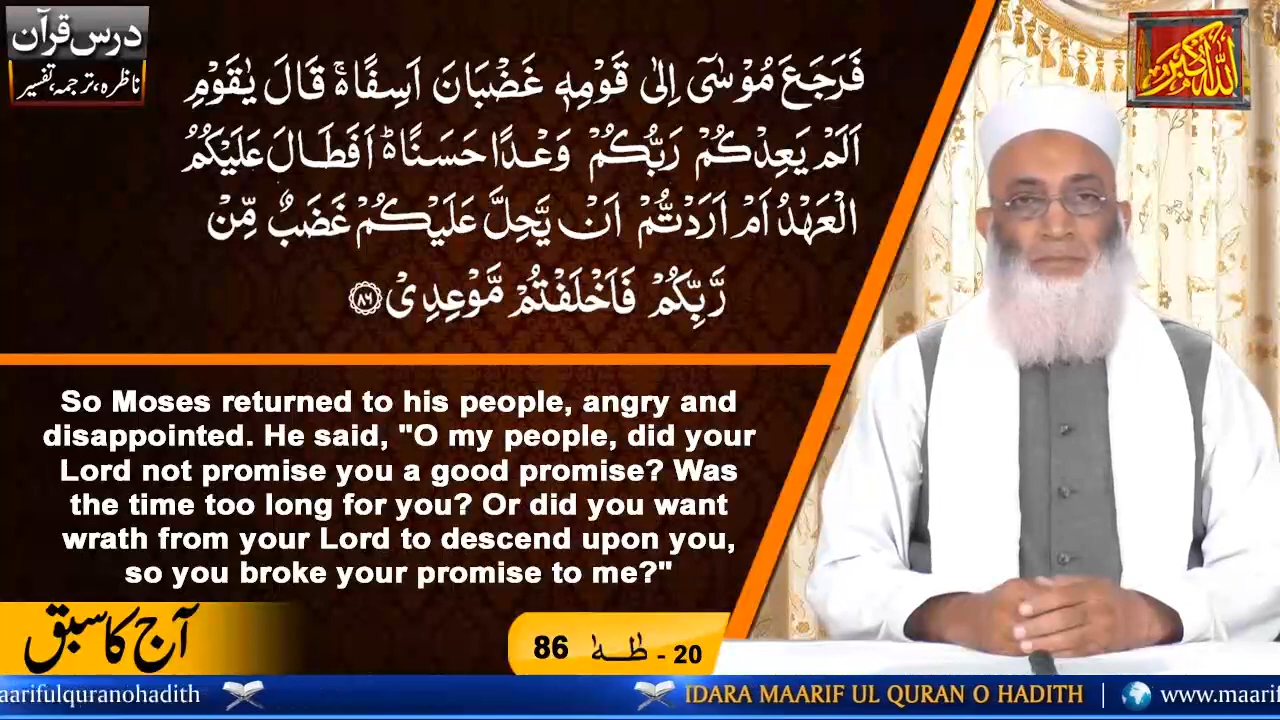 درس قرآن
ناظرہ، ترجمہ، تفسیر
اللہ اکبر
فَرَجَعَ مُوْسٰۤى اِلٰى قَوْمِهٖ غَضْبَانَ اَسِفًا۬ۚ قَالَ یٰقَوْمِ
اَلَمْ یَعِدْكُمْ رَبُّكُمْ وَعْدًا حَسَنًا۬ؕ اَفَطَالَ عَلَیْكُمُ
الْعَهْدُ اَمْ اَرَدْتُّمْ اَنْ یَّحِلَّ عَلَیْكُمْ غَضَبٌ مِّنْ
رَّبِّكُمْ فَاَخْلَفْتُمْ مَّوْعِدِیْ ۸۶
So Moses returned to his people, angry and
disappointed. He said, "O my people, did your
Lord not promise you a good promise? Was
the time too long for you? Or did you want
wrath from your Lord to descend upon you,
so you broke your promise to me?"
آج کا سبق
20 - طٰهٰ 86
aarifulquranohadith IDARA MAARIF UL QURAN O HADITH | www.maarif